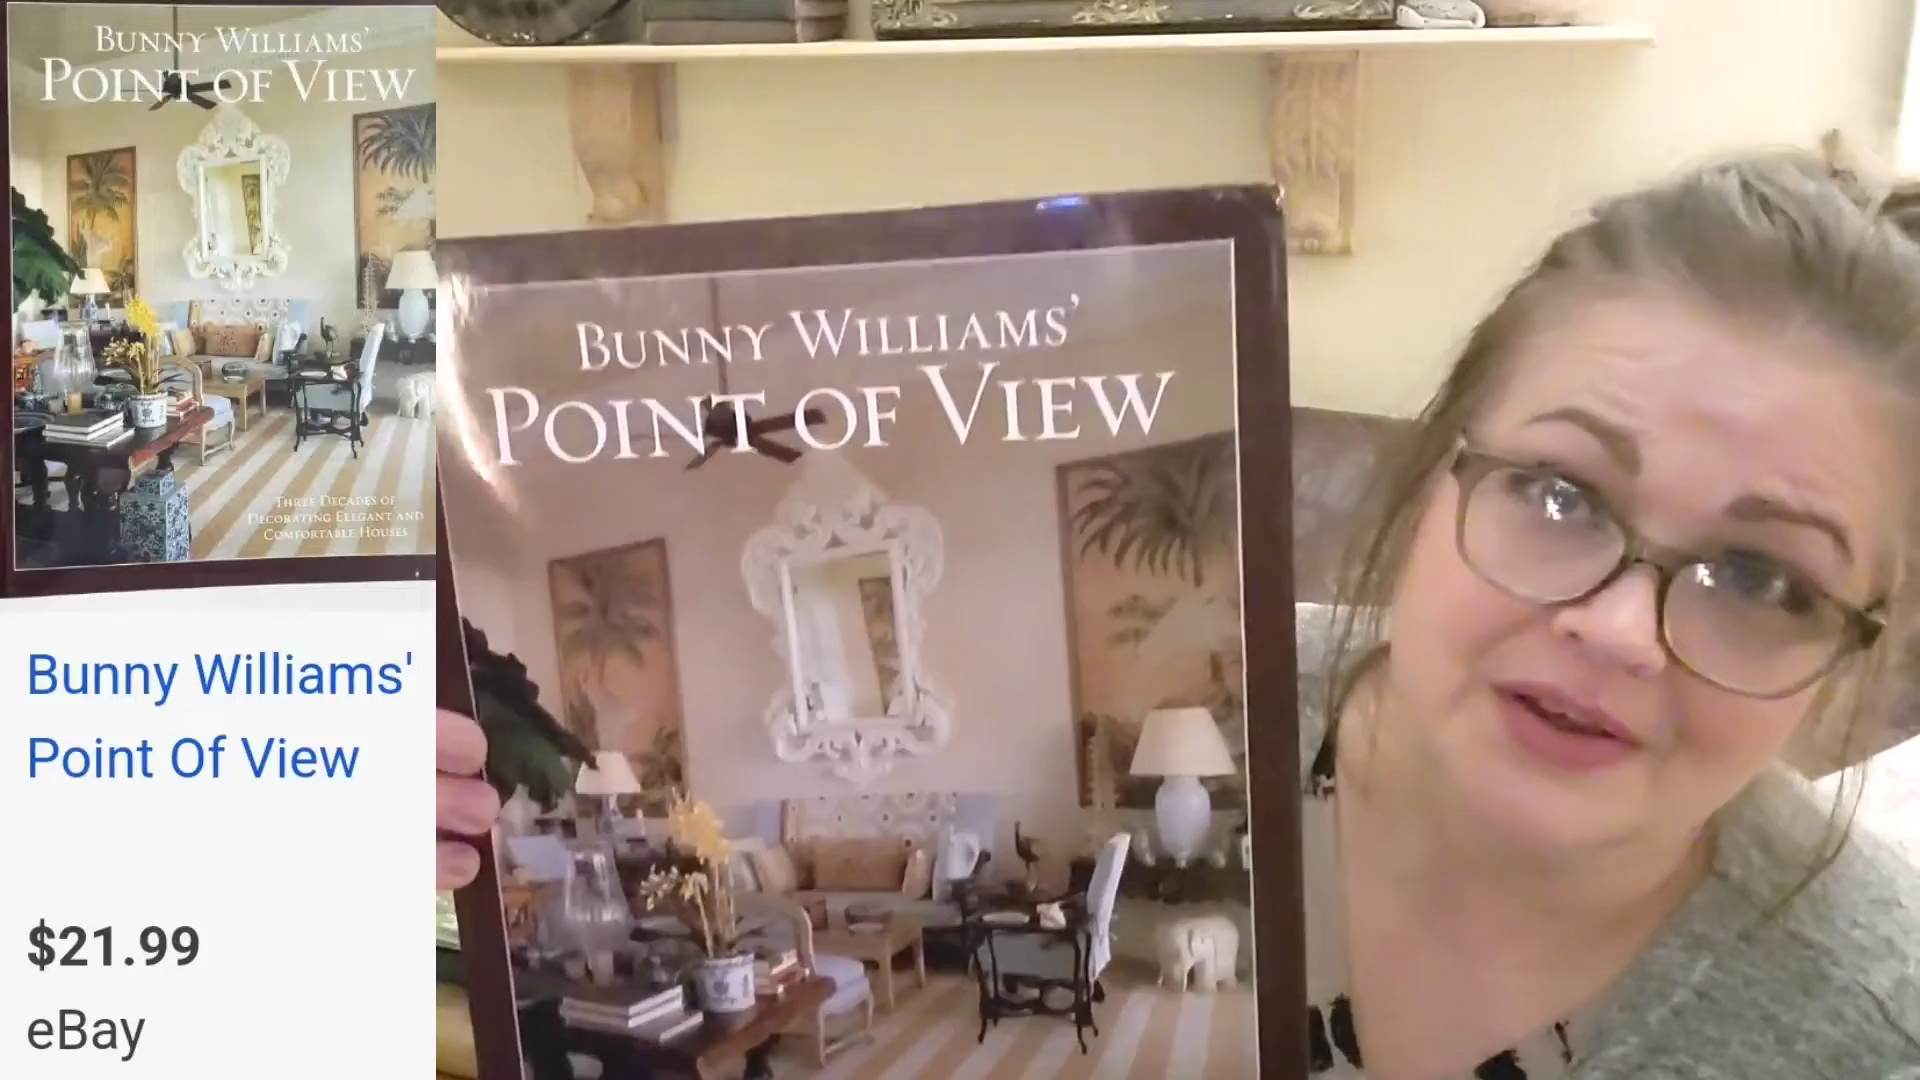 BUNNY WILLIAMS'
POINT OF VIEW
THREE DECADES OF
DECORATING ELEGANT AND
COMFORTABLE HOUSES
Bunny Williams'
Point Of View
$21.99
eBay
BUNNY WILLIAMS'
POINT OF VIEW